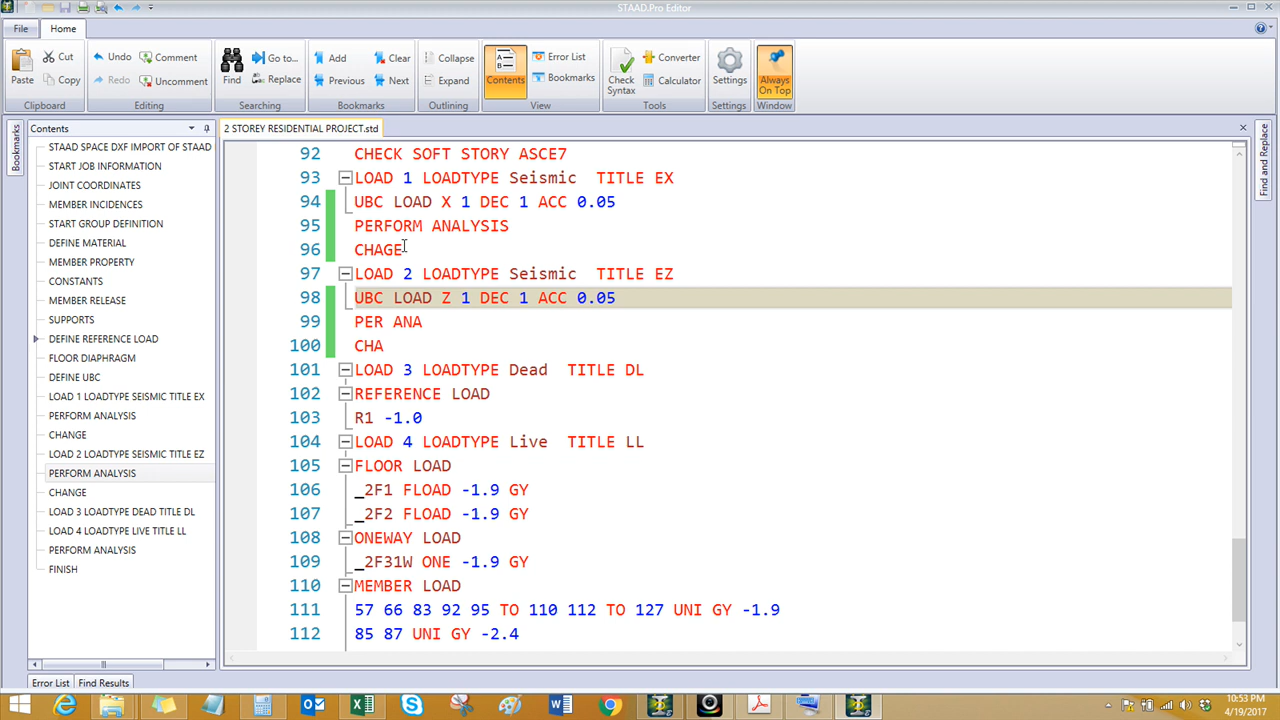 STAAD.Pro Editor
File Home
Paste Cut Copy Undo Redo Comment Uncomment Find Go to... Replace Add Previous Clear Next Collapse Expand Contents Error List Bookmarks Check Syntax Converter Calculator Settings Always On Top
Clipboard Editing Searching Bookmarks Outlining View Tools Settings Window
Bookmarks
Contents
STAAD SPACE DXF IMPORT OF STAAD
START JOB INFORMATION
JOINT COORDINATES
MEMBER INCIDENCES
START GROUP DEFINITION
DEFINE MATERIAL
MEMBER PROPERTY
CONSTANTS
MEMBER RELEASE
SUPPORTS
DEFINE REFERENCE LOAD
FLOOR DIAPHRAGM
DEFINE UBC
LOAD 1 LOADTYPE SEISMIC TITLE EX
PERFORM ANALYSIS
CHANGE
LOAD 2 LOADTYPE SEISMIC TITLE EZ
PERFORM ANALYSIS
CHANGE
LOAD 3 LOADTYPE DEAD TITLE DL
LOAD 4 LOADTYPE LIVE TITLE LL
PERFORM ANALYSIS
FINISH
2 STOREY RESIDENTIAL PROJECT.std
92 CHECK SOFT STORY ASCE7
93 LOAD 1 LOADTYPE Seismic TITLE EX
94 UBC LOAD X 1 DEC 1 ACC 0.05
95 PERFORM ANALYSIS
96 CHAGE
97 LOAD 2 LOADTYPE Seismic TITLE EZ
98 UBC LOAD Z 1 DEC 1 ACC 0.05
99 PER ANA
100 CHA
101 LOAD 3 LOADTYPE Dead TITLE DL
102 REFERENCE LOAD
103 R1 -1.0
104 LOAD 4 LOADTYPE Live TITLE LL
105 FLOOR LOAD
106 _2F1 FLOAD -1.9 GY
107 _2F2 FLOAD -1.9 GY
108 ONEWAY LOAD
109 _2F31W ONE -1.9 GY
110 MEMBER LOAD
111 57 66 83 92 95 TO 110 112 TO 127 UNI GY -1.9
112 85 87 UNI GY -2.4
Find and Replace
Error List Find Results
10:53 PM
4/19/2017